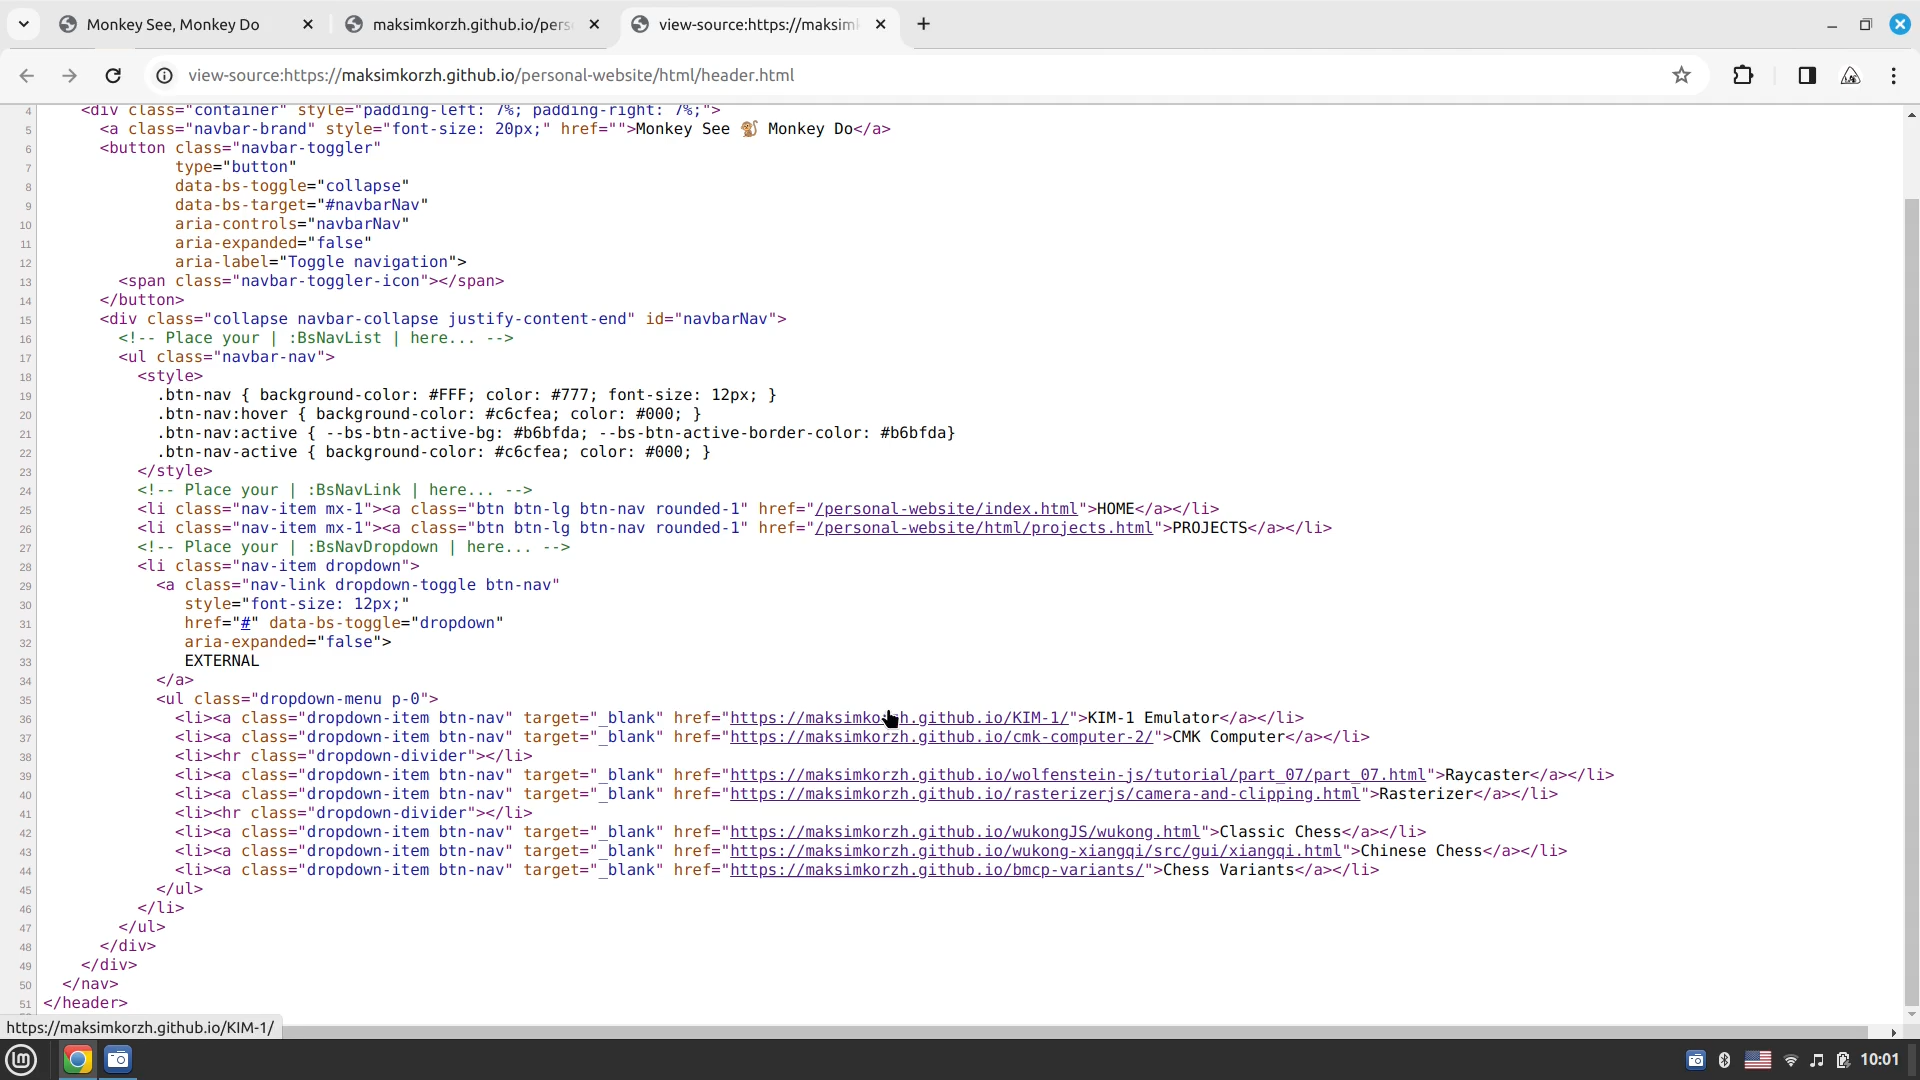 Monkey See, Monkey Do
maksimkorzh.github.io/pers
view-source:https://maksim
view-source:https://maksimkorzh.github.io/personal-website/html/header.html
4 <div class="container" style="padding-left: 7%; padding-right: 7%;">
5 <a class="navbar-brand" style="font-size: 20px;" href="">Monkey See 🐒 Monkey Do</a>
6 <button class="navbar-toggler"
7 type="button"
8 data-bs-toggle="collapse"
9 data-bs-target="#navbarNav"
10 aria-controls="navbarNav"
11 aria-expanded="false"
12 aria-label="Toggle navigation">
13 <span class="navbar-toggler-icon"></span>
14 </button>
15 <div class="collapse navbar-collapse justify-content-end" id="navbarNav">
16 <!-- Place your | :BsNavList | here... -->
17 <ul class="navbar-nav">
18 <style>
19 .btn-nav { background-color: #FFF; color: #777; font-size: 12px; }
20 .btn-nav:hover { background-color: #c6cfea; color: #000; }
21 .btn-nav:active { --bs-btn-active-bg: #b6bfda; --bs-btn-active-border-color: #b6bfda}
22 .btn-nav-active { background-color: #c6cfea; color: #000; }
23 </style>
24 <!-- Place your | :BsNavLink | here... -->
25 <li class="nav-item mx-1"><a class="btn btn-lg btn-nav rounded-1" href="/personal-website/index.html">HOME</a></li>
26 <li class="nav-item mx-1"><a class="btn btn-lg btn-nav rounded-1" href="/personal-website/html/projects.html">PROJECTS</a></li>
27 <!-- Place your | :BsNavDropdown | here... -->
28 <li class="nav-item dropdown">
29 <a class="nav-link dropdown-toggle btn-nav"
30 style="font-size: 12px;"
31 href="#" data-bs-toggle="dropdown"
32 aria-expanded="false">
33 EXTERNAL
34 </a>
35 <ul class="dropdown-menu p-0">
36 <li><a class="dropdown-item btn-nav" target="_blank" href="https://maksimkorzh.github.io/KIM-1/">KIM-1 Emulator</a></li>
37 <li><a class="dropdown-item btn-nav" target="_blank" href="https://maksimkorzh.github.io/cmk-computer-2/">CMK Computer</a></li>
38 <li><hr class="dropdown-divider"></li>
39 <li><a class="dropdown-item btn-nav" target="_blank" href="https://maksimkorzh.github.io/wolfenstein-js/tutorial/part_07/part_07.html">Raycaster</a></li>
40 <li><a class="dropdown-item btn-nav" target="_blank" href="https://maksimkorzh.github.io/rasterizerjs/camera-and-clipping.html">Rasterizer</a></li>
41 <li><hr class="dropdown-divider"></li>
42 <li><a class="dropdown-item btn-nav" target="_blank" href="https://maksimkorzh.github.io/wukongJS/wukong.html">Classic Chess</a></li>
43 <li><a class="dropdown-item btn-nav" target="_blank" href="https://maksimkorzh.github.io/wukong-xiangqi/src/gui/xiangqi.html">Chinese Chess</a></li>
44 <li><a class="dropdown-item btn-nav" target="_blank" href="https://maksimkorzh.github.io/bmcp-variants/">Chess Variants</a></li>
45 </ul>
46 </li>
47 </ul>
48 </div>
49 </div>
50 </nav>
51 </header>
https://maksimkorzh.github.io/KIM-1/
lm
10:01